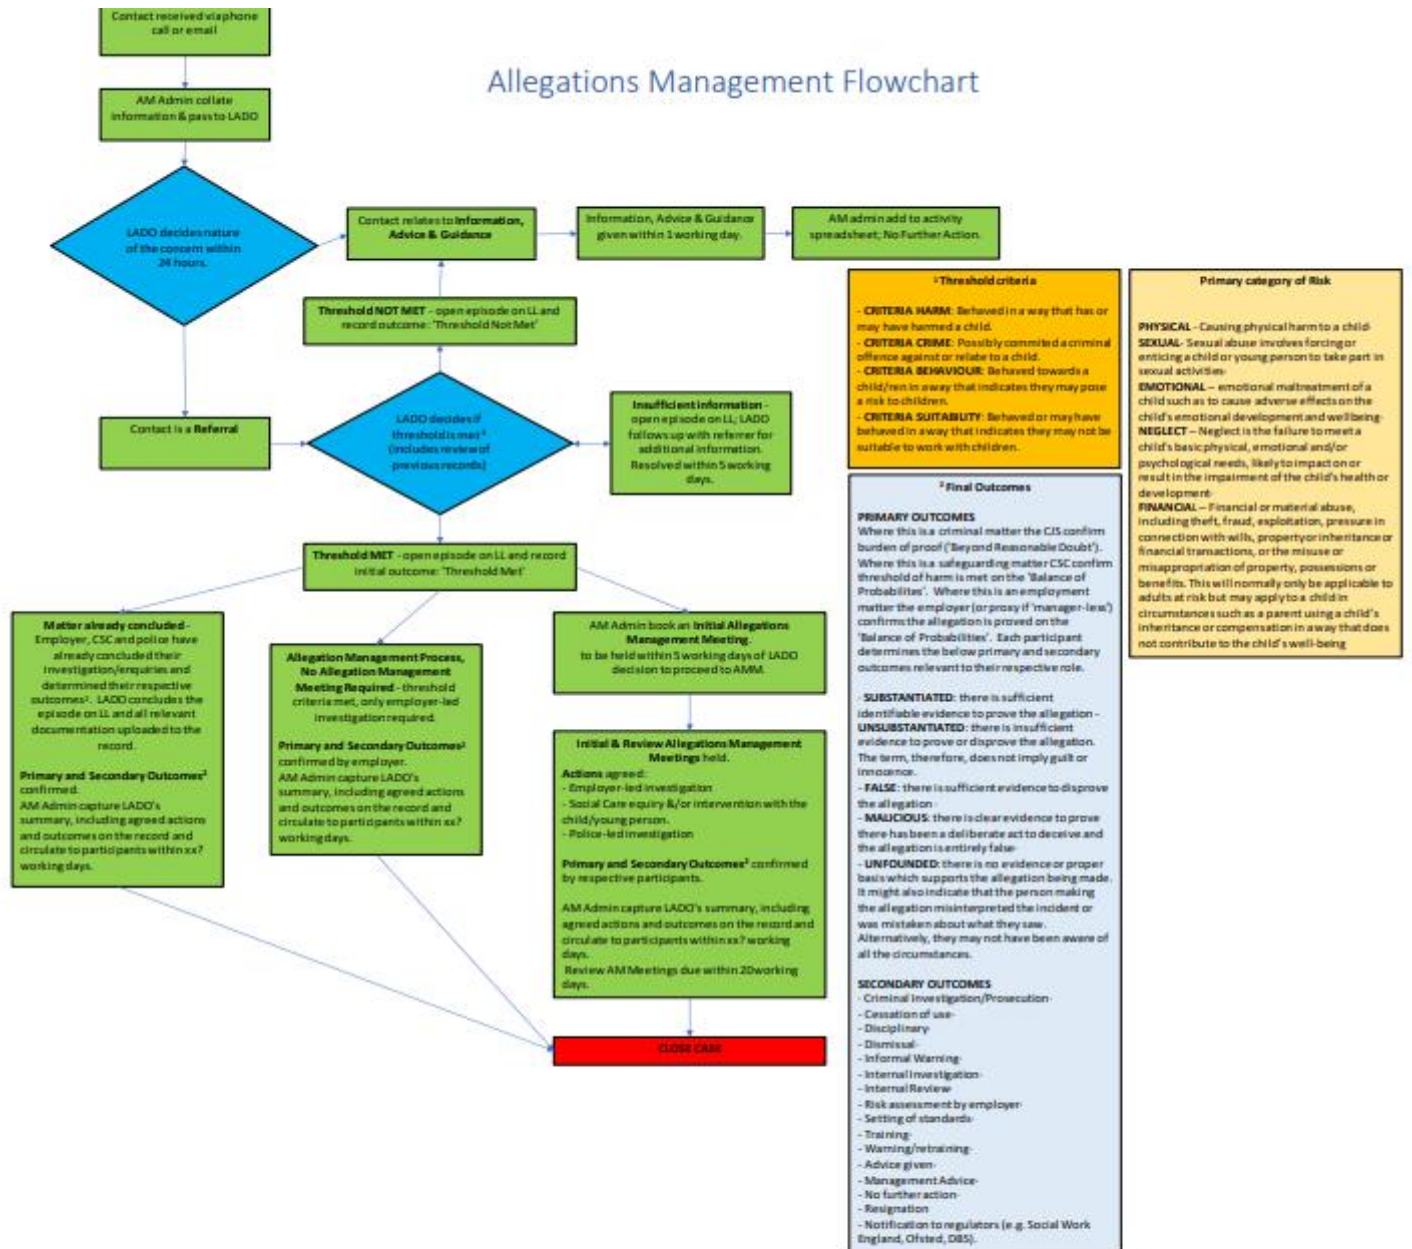 Contact received via phone
call or email
Allegations Management Flowchart
AM Admin collate
information & pass to LADO
LADO decides nature
of the concern within
24 hours.
Contact relates to Information,
Advice & Guidance
Information, Advice & Guidance
given within 1 working day.
AM admin add to activity
spreadsheet; No Further Action.
Threshold NOT MET - open episode on LL and
record outcome: 'Threshold Not Met'
Contact is a Referral
LADO decides if
threshold is met ¹
(includes review of
previous records)
Insufficient information -
open episode on LL; LADO
follows up with referrer for
additional information.
Resolved within 5 working
days.
Threshold MET - open episode on LL and record
initial outcome: 'Threshold Met'
Matter already concluded -
Employer, CSC and police have
already concluded their
investigation/enquiries and
determined their respective
outcomes². LADO concludes the
episode on LL and all relevant
documentation uploaded to the
record.
Primary and Secondary Outcomes²
confirmed.
AM Admin capture LADO's
summary, including agreed actions
and outcomes on the record and
circulate to participants within xx?
working days.
Allegation Management Process,
No Allegation Management
Meeting Required - threshold
criteria met, only employer-led
investigation required.
Primary and Secondary Outcomes²
confirmed by employer.
AM Admin capture LADO's
summary, including agreed actions
and outcomes on the record and
circulate to participants within xx?
working days.
AM Admin book an Initial Allegations
Management Meeting.
to be held within 5 working days of LADO
decision to proceed to AMM.
Initial & Review Allegations Management
Meetings held.
Actions agreed:
- Employer-led investigation
- Social Care equiry &/or intervention with the
child/young person.
- Police-led investigation
Primary and Secondary Outcomes² confirmed
by respective participants.
AM Admin capture LADO's summary, including
agreed actions and outcomes on the record and
circulate to participants within xx? working
days.
Review AM Meetings due within 20working
days.
CLOSE CASE
¹ Threshold criteria
- CRITERIA HARM: Behaved in a way that has or
may have harmed a child.
- CRITERIA CRIME: Possibly commited a criminal
offence against or relate to a child.
- CRITERIA BEHAVIOUR: Behaved towards a
child/ren in a way that indicates they may pose
a risk to children.
- CRITERIA SUITABILITY: Behaved or may have
behaved in a way that indicates they may not be
suitable to work with children.
Primary category of Risk
PHYSICAL - Causing physical harm to a child-
SEXUAL- Sexual abuse involves forcing or
enticing a child or young person to take part in
sexual activities-
EMOTIONAL – emotional maltreatment of a
child such as to cause adverse effects on the
child's emotional development and wellbeing-
NEGLECT – Neglect is the failure to meet a
child's basic physical, emotional and/or
psychological needs, likely to impact on or
result in the impairment of the child's health or
development-
FINANCIAL – Financial or material abuse,
including theft, fraud, exploitation, pressure in
connection with wills, property or inheritance or
financial transactions, or the misuse or
misappropriation of property, possessions or
benefits. This will normally only be applicable to
adults at risk but may apply to a child in
circumstances such as a parent using a child's
inheritance or compensation in a way that does
not contribute to the child's well-being
² Final Outcomes
PRIMARY OUTCOMES
Where this is a criminal matter the CJS confirm
burden of proof ('Beyond Reasonable Doubt').
Where this is a safeguarding matter CSC confirm
threshold of harm is met on the 'Balance of
Probabilites'. Where this is an employment
matter the employer (or proxy if 'manager-less')
confirms the allegation is proved on the
'Balance of Probabilities'. Each participant
determines the below primary and secondary
outcomes relevant to their respective role.
- SUBSTANTIATED: there is sufficient
identifiable evidence to prove the allegation -
UNSUBSTANTIATED: there is insufficient
evidence to prove or disprove the allegation.
The term, therefore, does not imply guilt or
innocence.
- FALSE: there is sufficient evidence to disprove
the allegation
- MALICIOUS: there is clear evidence to prove
there has been a deliberate act to deceive and
the allegation is entirely false-
- UNFOUNDED: there is no evidence or proper
basis which supports the allegation being made.
It might also indicate that the person making
the allegation misinterpreted the incident or
was mistaken about what they saw.
Alternatively, they may not have been aware of
all the circumstances.
SECONDARY OUTCOMES
- Criminal Investigation/Prosecution-
- Cessation of use-
- Disciplinary-
- Dismissal-
- Informal Warning-
- Internal Investigation-
- Internal Review-
- Risk assessment by employer-
- Setting of standards-
- Training-
- Warning/retraining-
- Advice given-
- Management Advice-
- No further action-
- Resignation
- Notification to regulators (e.g. Social Work
England, Ofsted, DBS).